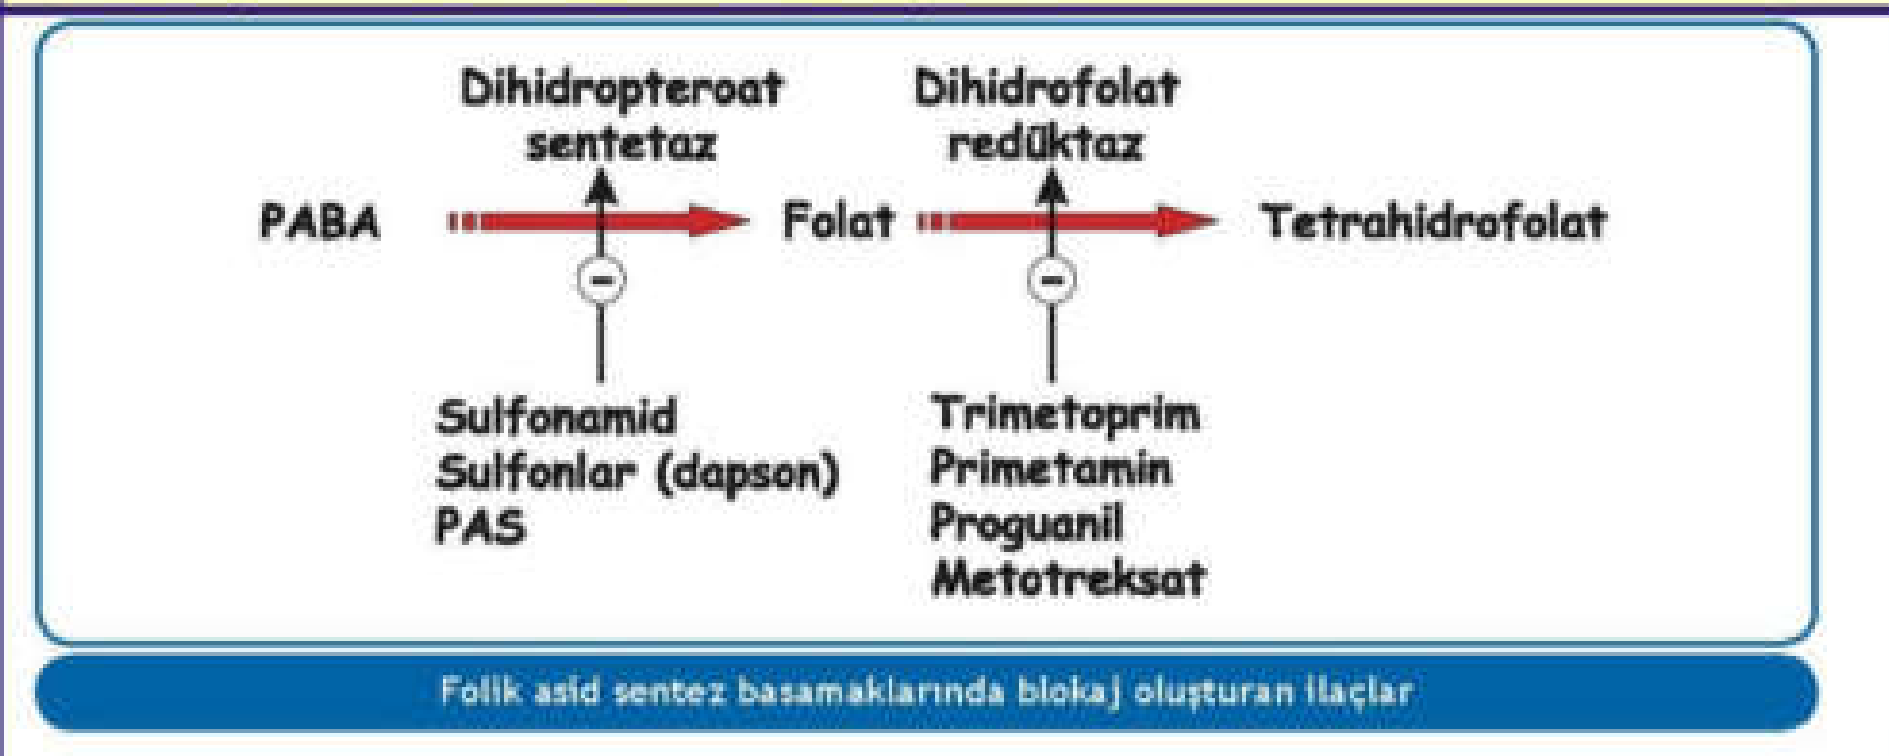 Dihidropteroat
sentetaz
Dihidrofolat
redüktaz
PABA
Folat
Tetrahidrofolat
Sulfonamid
Sulfonlar (dapson)
PAS
Trimetoprim
Primetamin
Proguanil
Metotreksat
Folik asid sentez basamaklarında blokaj oluşturan ilaçlar